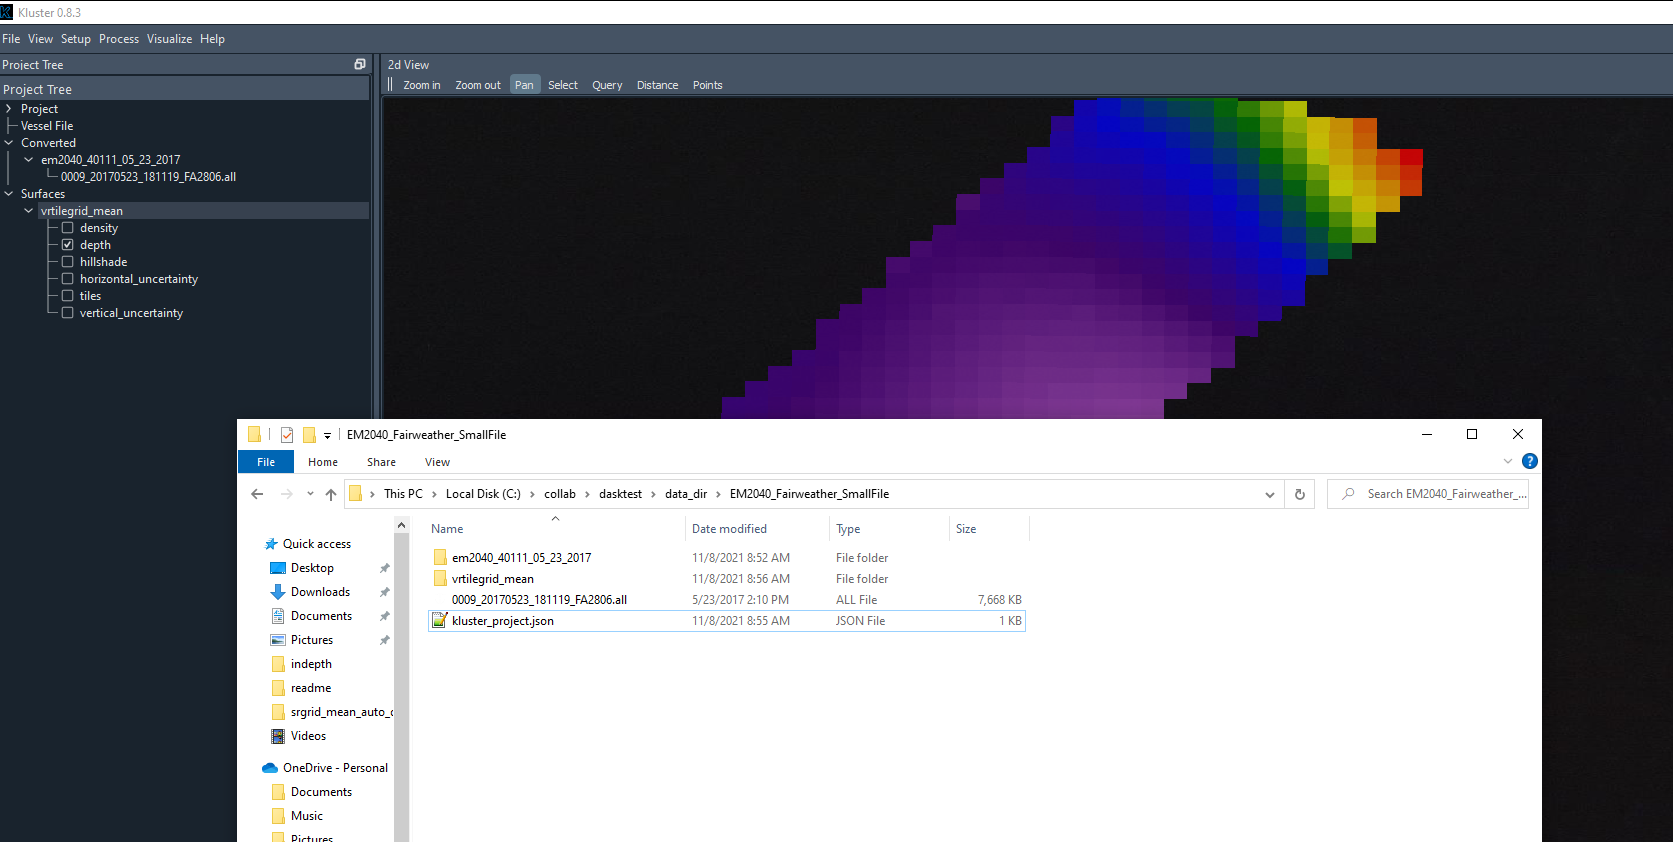 Kluster 0.8.3
File View Setup Process Visualize Help
Project Tree
Project Tree
Project
Vessel File
Converted
em2040_40111_05_23_2017
0009_20170523_181119_FA2806.all
Surfaces
vrtilegrid_mean
density
depth
hillshade
horizontal_uncertainty
tiles
vertical_uncertainty
2d View
Zoom in Zoom out Pan Select Query Distance Points
EM2040_Fairweather_SmallFile
File Home Share View
This PC Local Disk (C:) collab dasktest data_dir EM2040_Fairweather_SmallFile
Search EM2040_Fairweather_...
Quick access
Desktop
Downloads
Documents
Pictures
indepth
readme
srgrid_mean_auto_
Videos
OneDrive - Personal
Documents
Music
Pictures
Name Date modified Type Size
em2040_40111_05_23_2017 11/8/2021 8:52 AM File folder
vrtilegrid_mean 11/8/2021 8:56 AM File folder
0009_20170523_181119_FA2806.all 5/23/2017 2:10 PM ALL File 7,668 KB
kluster_project.json 11/8/2021 8:55 AM JSON File 1 KB